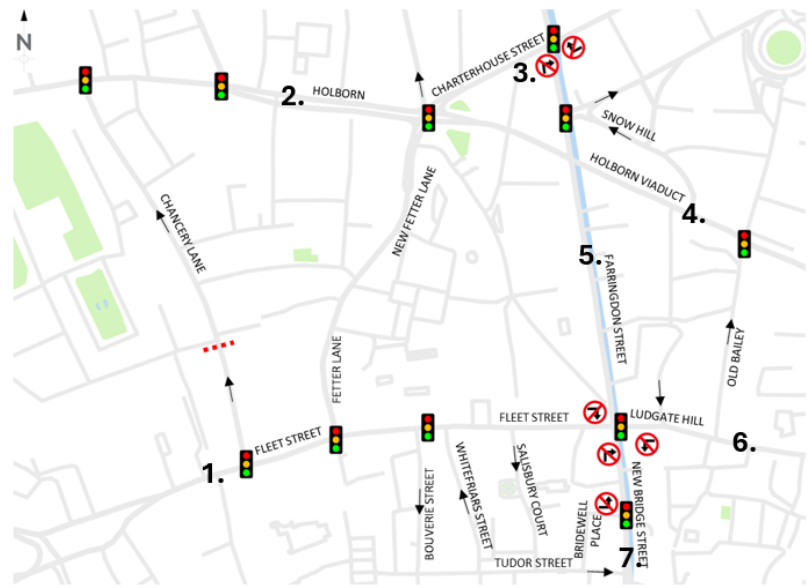 N
CHARTERHOUSE STREET
3.
2.
HOLBORN
SNOW HILL
HOLBORN VIADUCT
CHANCERY LANE
NEW FETTER LANE
4.
5.
FARRINGDON STREET
FETTER LANE
OLD BAILEY
FLEET STREET
LUDGATE HILL
FLEET STREET
6.
1.
BOUVERIE STREET
WHITEFRIARS STREET
SALISBURY COURT
BRIDEWELL
PLACE
NEW BRIDGE STREET
TUDOR STREET
7.